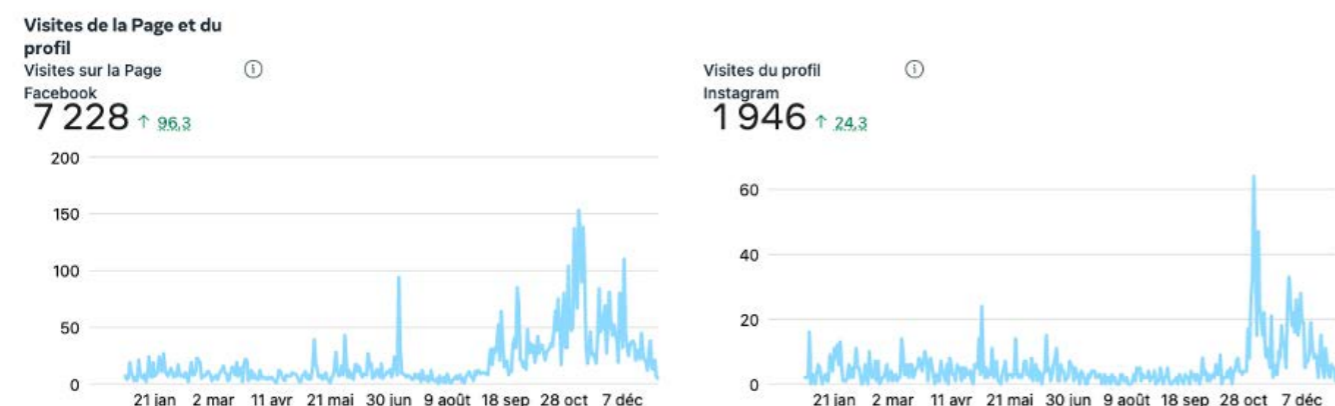 Visites de la Page et du
profil
Visites sur la Page
Facebook
7 228 ↑ 96,3
200
150
100
50
0
21 jan 2 mar 11 avr 21 mai 30 jun 9 août 18 sep 28 oct 7 déc
Visites du profil
Instagram
1 946 ↑ 24,3
60
40
20
0
21 jan 2 mar 11 avr 21 mai 30 jun 9 août 18 sep 28 oct 7 déc